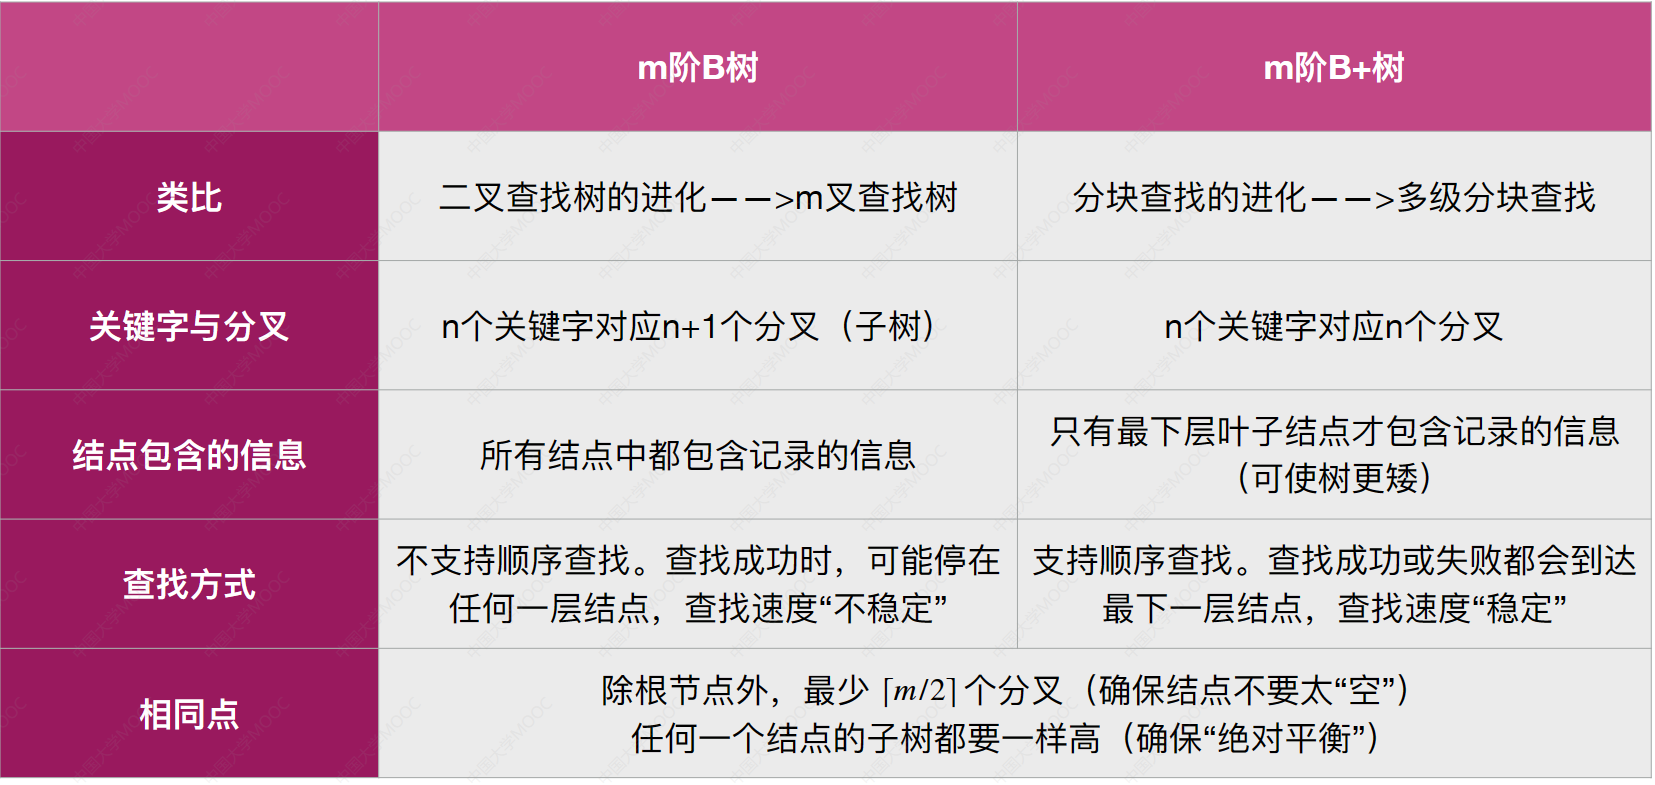 m阶B树
m阶B+树
类比
二叉查找树的进化——>m叉查找树
分块查找的进化——>多级分块查找
关键字与分叉
n个关键字对应n+1个分叉（子树）
n个关键字对应n个分叉
结点包含的信息
所有结点中都包含记录的信息
只有最下层叶子结点才包含记录的信息
（可使树更矮）
查找方式
不支持顺序查找。查找成功时，可能停在
任何一层结点，查找速度“不稳定”
支持顺序查找。查找成功或失败都会到达
最下一层结点，查找速度“稳定”
相同点
除根节点外，最少 ⌈m/2⌉ 个分叉（确保结点不要太“空”）
任何一个结点的子树都要一样高（确保“绝对平衡”）
中国大学MOOC